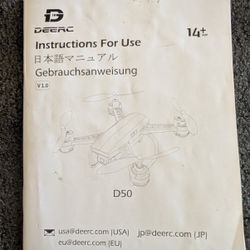 DEERC
14+
Instructions For Use
日本語マニュアル
Gebrauchsanweisung
V 1.0
D50
usa@deerc.com (USA) jp@deerc.com (JP)
eu@deerc.com (EU)